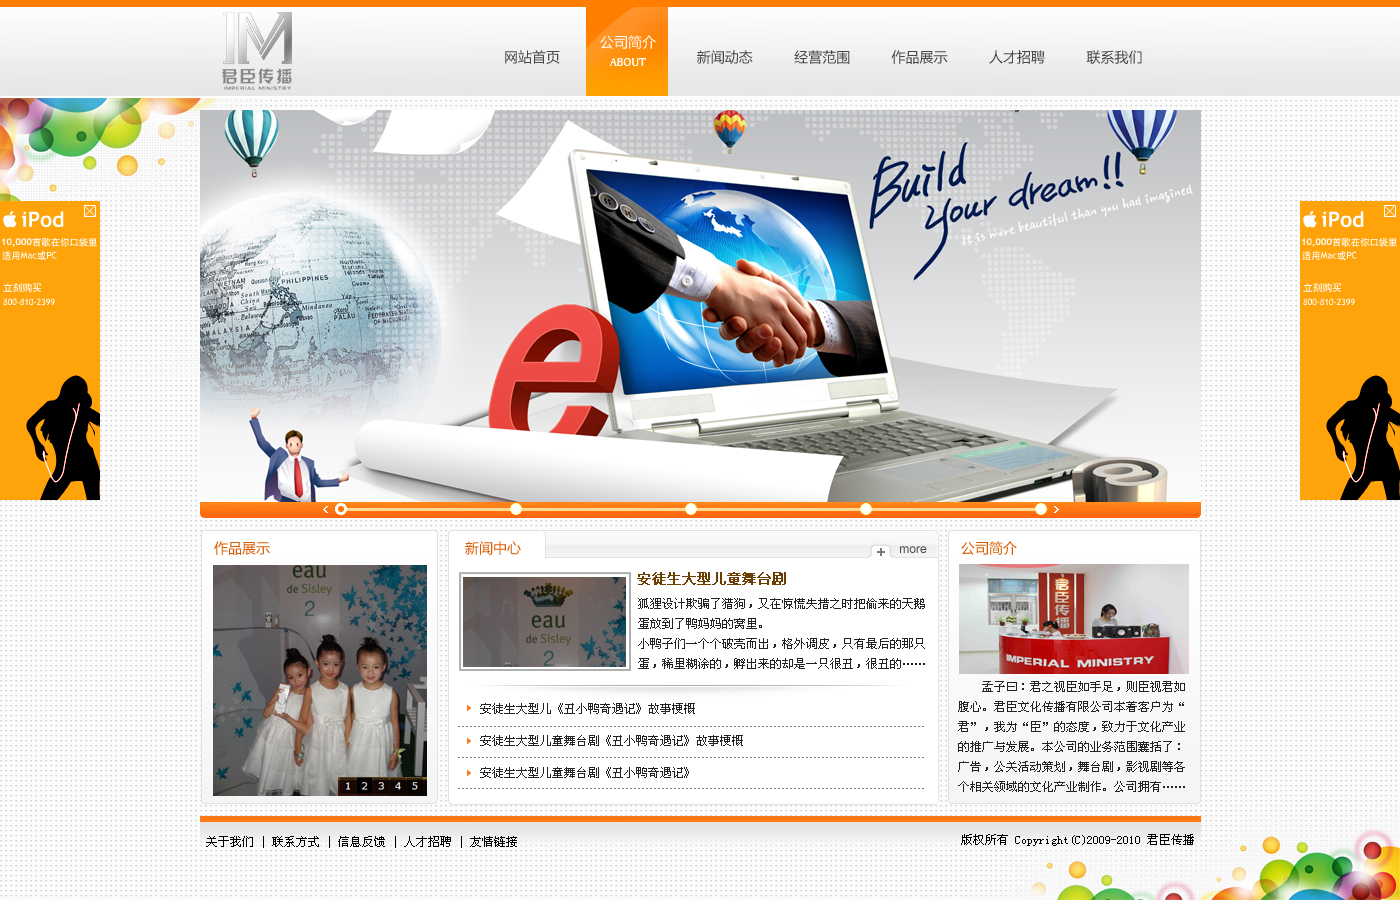 IM
君臣传播
IMPERIAL MINISTRY
网站首页
公司简介
ABOUT
新闻动态
经营范围
作品展示
人才招聘
联系我们
iPod
10,000首歌在你口袋里
适用Mac或PC
立刻购买
800-810-2399
Build
your dream!!
It is more beautiful than you had imagined
PHILIPPINES
VIETNAM
MALAYSIA
PALAU
Mindanao
iPod
10,000首歌在你口袋里
适用Mac或PC
立刻购买
800-810-2399
作品展示
eau
de Sisley
2
1 2 3 4 5
新闻中心
more
eau
de Sisley
2
安徒生大型儿童舞台剧
狐狸设计欺骗了猎狗，又在惊慌失措之时把偷来的天鹅
蛋放到了鸭妈妈的窝里。
小鸭子们一个个破壳而出，格外调皮，只有最后的那只
蛋，稀里糊涂的，孵出来的却是一只很丑，很丑的……
安徒生大型儿《丑小鸭奇遇记》故事梗概
安徒生大型儿童舞台剧《丑小鸭奇遇记》故事梗概
安徒生大型儿童舞台剧《丑小鸭奇遇记》
公司简介
君臣传播
IMPERIAL MINISTRY
孟子曰：君之视臣如手足，则臣视君如
腹心。君臣文化传播有限公司本着客户为“
君”，我为“臣”的态度，致力于文化产业
的推广与发展。本公司的业务范围囊括了：
广告，公关活动策划，舞台剧，影视剧等各
个相关领域的文化产业制作。公司拥有……
关于我们 | 联系方式 | 信息反馈 | 人才招聘 | 友情链接
版权所有 Copyright(C)2009-2010 君臣传播